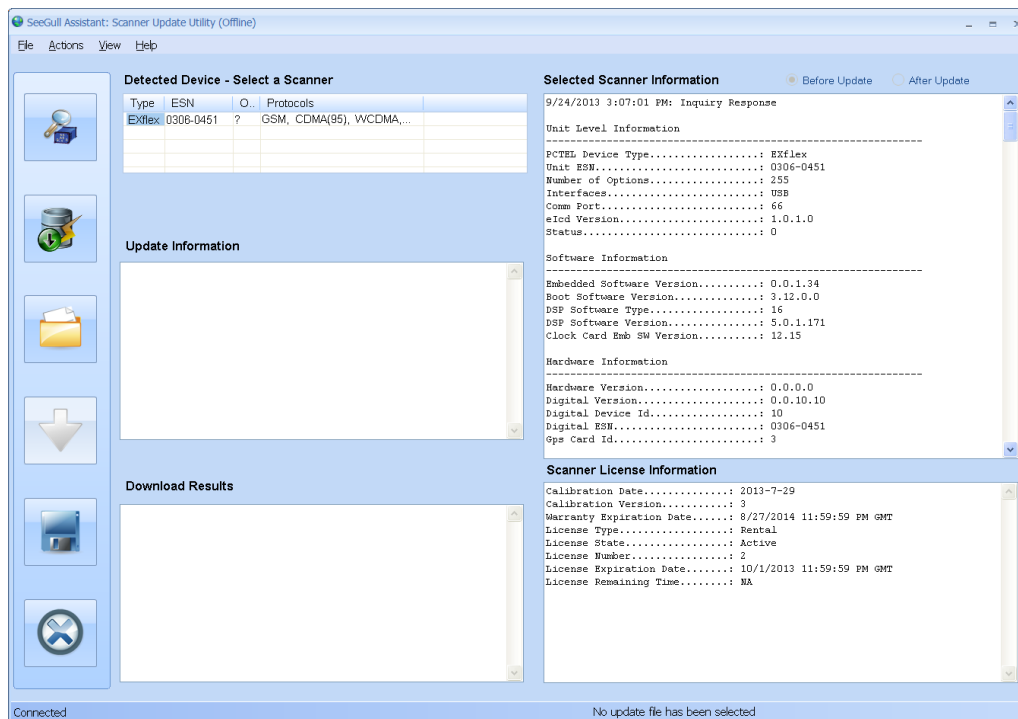 SeeGull Assistant: Scanner Update Utility (Offline)
File Actions View Help
Detected Device - Select a Scanner
Type ESN O.. Protocols
EXflex 0306-0451 ? GSM, CDMA(95), WCDMA,...
Update Information
Download Results
Selected Scanner Information
Before Update After Update
9/24/2013 3:07:01 PM: Inquiry Response
Unit Level Information
-------------------------------------------------------------
PCTEL Device Type..................: EXflex
Unit ESN...........................: 0306-0451
Number of Options..................: 255
Interfaces.........................: USB
Comm Port..........................: 66
eIcd Version.......................: 1.0.1.0
Status.............................: 0
Software Information
-------------------------------------------------------------
Embedded Software Version..........: 0.0.1.34
Boot Software Version..............: 3.12.0.0
DSP Software Type..................: 16
DSP Software Version...............: 5.0.1.171
Clock Card Emb SW Version..........: 12.15
Hardware Information
-------------------------------------------------------------
Hardware Version...................: 0.0.0.0
Digital Version....................: 0.0.10.10
Digital Device Id..................: 10
Digital ESN........................: 0306-0451
Gps Card Id........................: 3
Scanner License Information
Calibration Date..............: 2013-7-29
Calibration Version...........: 3
Warranty Expiration Date......: 8/27/2014 11:59:59 PM GMT
License Type..................: Rental
License State.................: Active
License Number................: 2
License Expiration Date.......: 10/1/2013 11:59:59 PM GMT
License Remaining Time........: NA
Connected
No update file has been selected